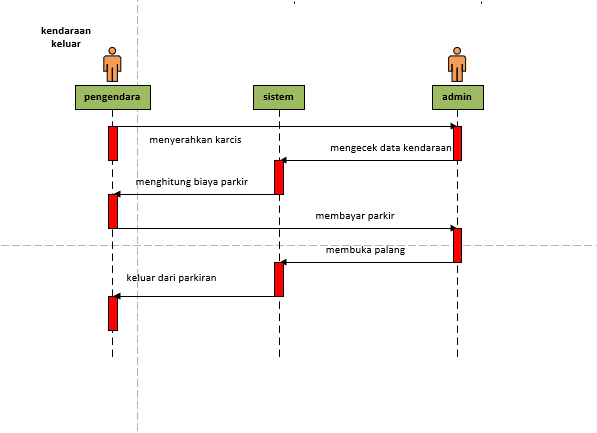 kendaraan
keluar
pengendara
sistem
admin
menyerahkan karcis
mengecek data kendaraan
menghitung biaya parkir
membayar parkir
membuka palang
keluar dari parkiran